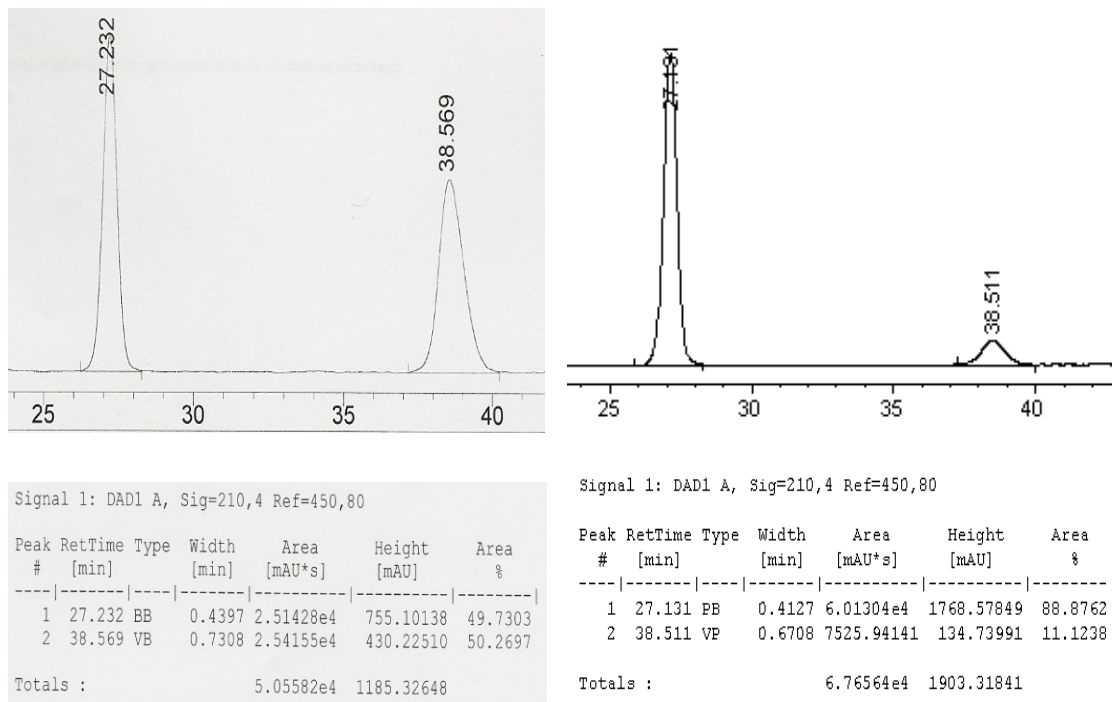 27.232
38.569
25 30 35 40
Signal 1: DAD1 A, Sig=210,4 Ref=450,80
Peak RetTime Type Width Area Height Area
# [min] [min] [mAU*s] [mAU] %
----|-------|----|-------|----------|----------|--------|
1 27.232 BB 0.4397 2.51428e4 755.10138 49.7303
2 38.569 VB 0.7308 2.54155e4 430.22510 50.2697
Totals : 5.05582e4 1185.32648
27.131
38.511
25 30 35 40
Signal 1: DAD1 A, Sig=210,4 Ref=450,80
Peak RetTime Type Width Area Height Area
# [min] [min] [mAU*s] [mAU] %
----|-------|----|-------|----------|----------|--------|
1 27.131 PB 0.4127 6.01304e4 1768.57849 88.8762
2 38.511 VP 0.6708 7525.94141 134.73991 11.1238
Totals : 6.76564e4 1903.31841